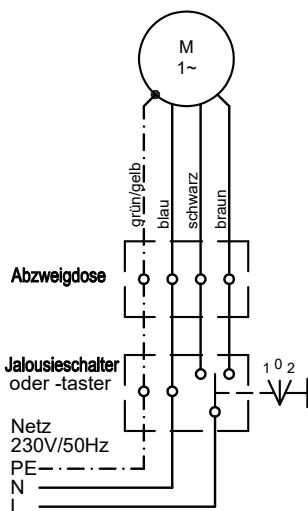 M
1~
grün/gelb
blau
schwarz
braun
Abzweigdose
Jalousieschalter
oder -taster
1 0 2
Netz
230V/50Hz
PE
N
L